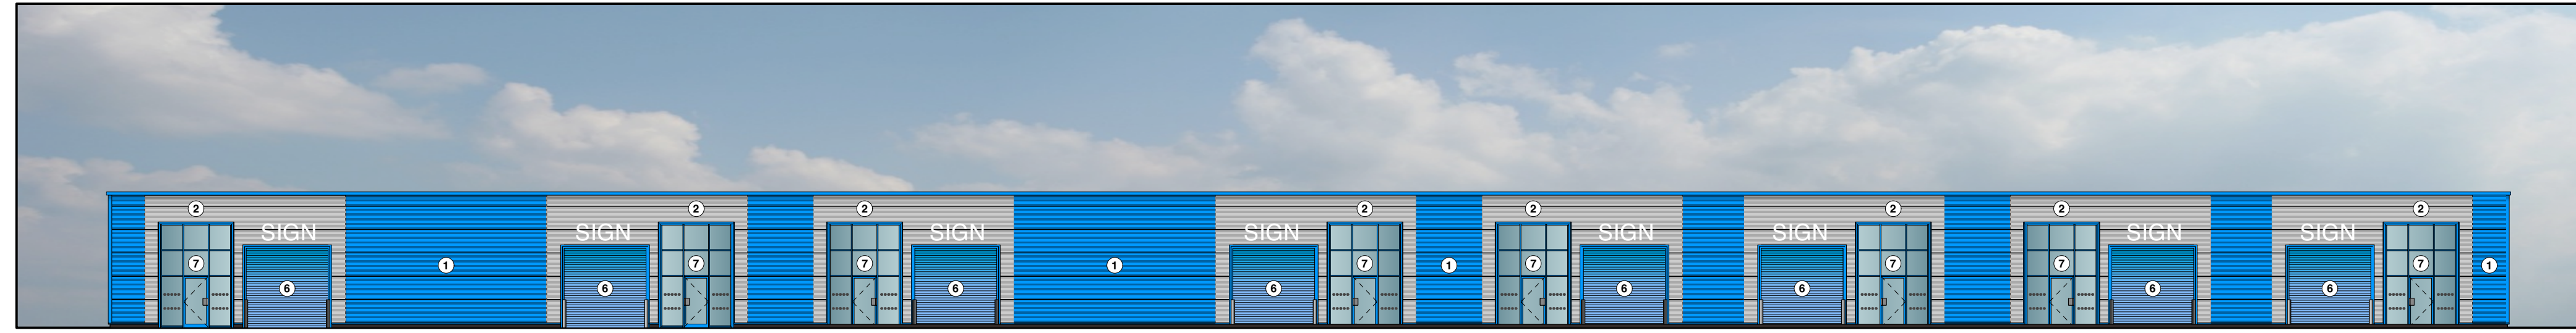 2 2 2 2 2 2 2 2
SIGN SIGN SIGN SIGN SIGN SIGN SIGN SIGN
7 1 7 7 1 7 1 7 7 7 7 1
6 6 6 6 6 6 6 6